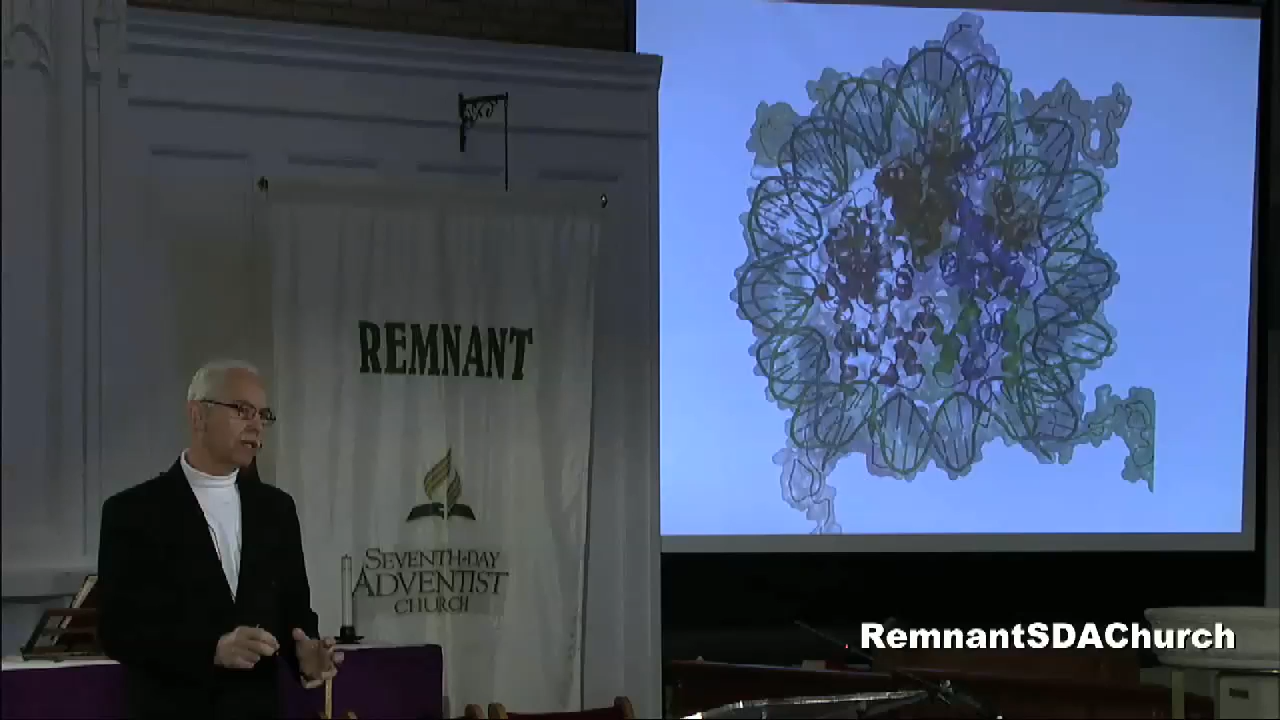 REMNANT
SEVENTH-DAY
ADVENTIST
CHURCH
RemnantSDAChurch